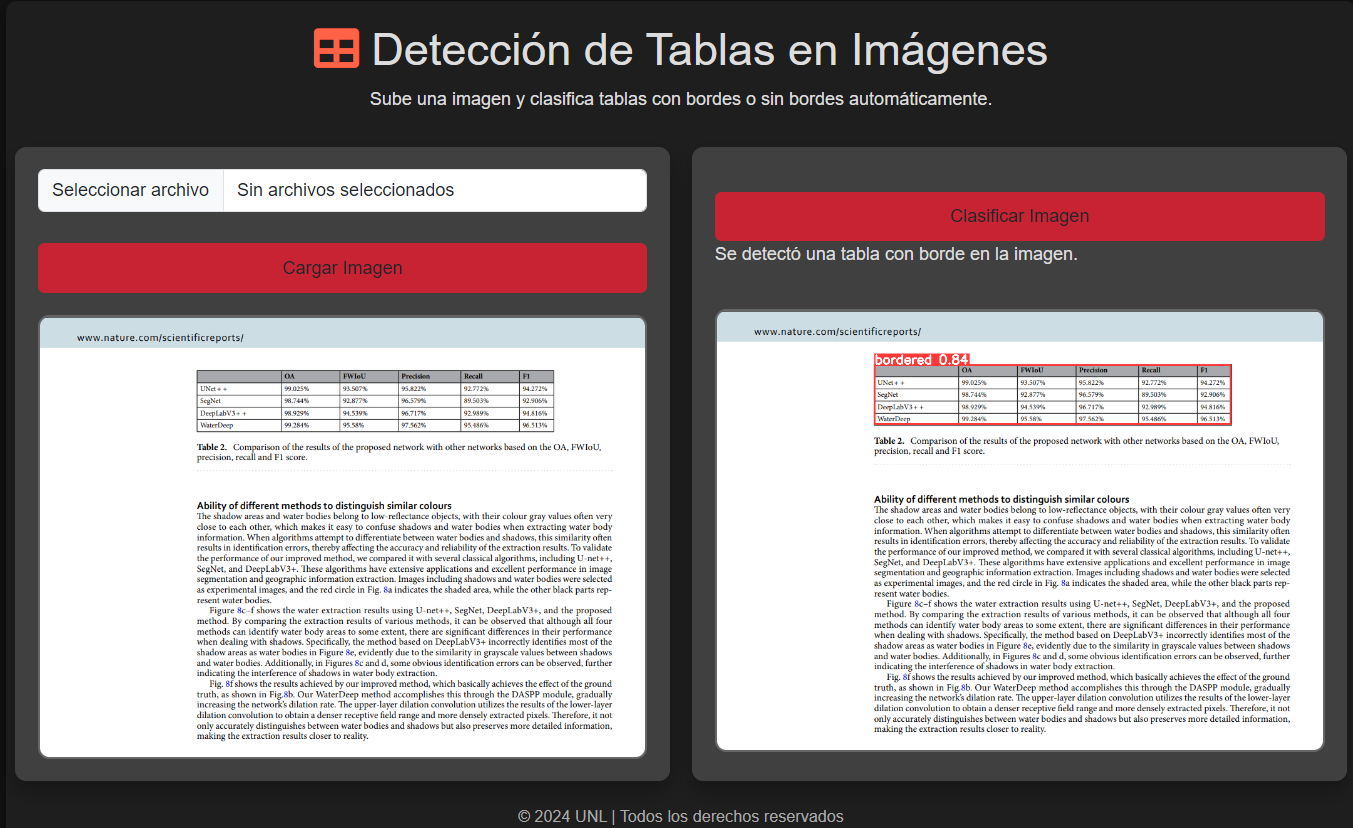 Detección de Tablas en Imágenes
Sube una imagen y clasifica tablas con bordes o sin bordes automáticamente.
Seleccionar archivo Sin archivos seleccionados
Cargar Imagen
www.nature.com/scientificreports/
OA FWIoU Precision Recall F1
UNet++ 99.025% 93.507% 95.822% 92.772% 94.272%
SegNet 98.744% 92.877% 96.579% 89.503% 92.906%
DeepLabV3++ 98.929% 94.539% 96.717% 92.989% 94.816%
WaterDeep 99.284% 95.58% 97.562% 95.486% 96.513%
Table 2. Comparison of the results of the proposed network with other networks based on the OA, FWIoU,
precision, recall and F1 score.
Ability of different methods to distinguish similar colours
The shadow areas and water bodies belong to low-reflectance objects, with their colour gray values often very
close to each other, which makes it easy to confuse shadows and water bodies when extracting water body
information. When algorithms attempt to differentiate between water bodies and shadows, this similarity often
results in identification errors, thereby affecting the accuracy and reliability of the extraction results. To validate
the performance of our improved method, we compared it with several classical algorithms, including U-net++,
SegNet, and DeepLabV3+. These algorithms have extensive applications and excellent performance in image
segmentation and geographic information extraction. Images including shadows and water bodies were selected
as experimental images, and the red circle in Fig. 8a indicates the shaded area, while the other black parts rep-
resent water bodies.
Figure 8c–f shows the water extraction results using U-net++, SegNet, DeepLabV3+, and the proposed
method. By comparing the extraction results of various methods, it can be observed that although all four
methods can identify water body areas to some extent, there are significant differences in their performance
when dealing with shadows. Specifically, the method based on DeepLabV3+ incorrectly identifies most of the
shadow areas as water bodies in Figure 8e, evidently due to the similarity in grayscale values between shadows
and water bodies. Additionally, in Figures 8c and d, some obvious identification errors can be observed, further
indicating the interference of shadows in water body extraction.
Fig. 8f shows the results achieved by our improved method, which basically achieves the effect of the ground
truth, as shown in Fig.8b. Our WaterDeep method accomplishes this through the DASPP module, gradually
increasing the network's dilation rate. The upper-layer dilation convolution utilizes the results of the lower-layer
dilation convolution to obtain a denser receptive field range and more densely extracted pixels. Therefore, it not
only accurately distinguishes between water bodies and shadows but also preserves more detailed information,
making the extraction results closer to reality.
Clasificar Imagen
Se detectó una tabla con borde en la imagen.
www.nature.com/scientificreports/
bordered 0.84
OA FWIoU Precision Recall F1
UNet++ 99.025% 93.507% 95.822% 92.772% 94.272%
SegNet 98.744% 92.877% 96.579% 89.503% 92.906%
DeepLabV3++ 98.929% 94.539% 96.717% 92.989% 94.816%
WaterDeep 99.284% 95.58% 97.562% 95.486% 96.513%
Table 2. Comparison of the results of the proposed network with other networks based on the OA, FWIoU,
precision, recall and F1 score.
Ability of different methods to distinguish similar colours
The shadow areas and water bodies belong to low-reflectance objects, with their colour gray values often very
close to each other, which makes it easy to confuse shadows and water bodies when extracting water body
information. When algorithms attempt to differentiate between water bodies and shadows, this similarity often
results in identification errors, thereby affecting the accuracy and reliability of the extraction results. To validate
the performance of our improved method, we compared it with several classical algorithms, including U-net++,
SegNet, and DeepLabV3+. These algorithms have extensive applications and excellent performance in image
segmentation and geographic information extraction. Images including shadows and water bodies were selected
as experimental images, and the red circle in Fig. 8a indicates the shaded area, while the other black parts rep-
resent water bodies.
Figure 8c–f shows the water extraction results using U-net++, SegNet, DeepLabV3+, and the proposed
method. By comparing the extraction results of various methods, it can be observed that although all four
methods can identify water body areas to some extent, there are significant differences in their performance
when dealing with shadows. Specifically, the method based on DeepLabV3+ incorrectly identifies most of the
shadow areas as water bodies in Figure 8e, evidently due to the similarity in grayscale values between shadows
and water bodies. Additionally, in Figures 8c and d, some obvious identification errors can be observed, further
indicating the interference of shadows in water body extraction.
Fig. 8f shows the results achieved by our improved method, which basically achieves the effect of the ground
truth, as shown in Fig.8b. Our WaterDeep method accomplishes this through the DASPP module, gradually
increasing the network's dilation rate. The upper-layer dilation convolution utilizes the results of the lower-layer
dilation convolution to obtain a denser receptive field range and more densely extracted pixels. Therefore, it not
only accurately distinguishes between water bodies and shadows but also preserves more detailed information,
making the extraction results closer to reality.
© 2024 UNL | Todos los derechos reservados